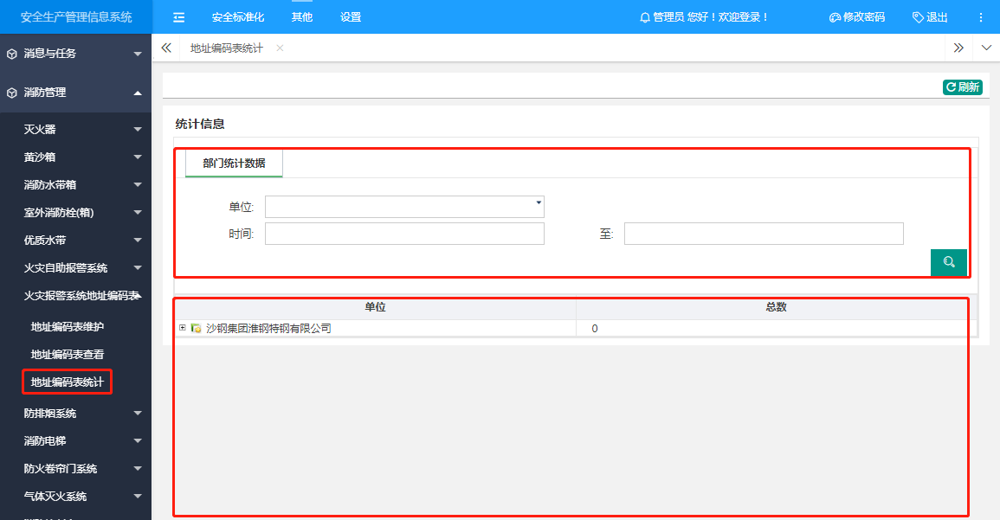 安全生产管理信息系统
安全标准化 其他 设置
管理员 您好！欢迎登录！ 修改密码 退出
消息与任务
地址编码表统计
消防管理
刷新
灭火器
黄沙箱
消防水带箱
室外消防栓(箱)
优质水带
火灾自助报警系统
火灾报警系统地址编码表
地址编码表维护
地址编码表查看
地址编码表统计
防排烟系统
消防电梯
防火卷帘门系统
气体灭火系统
统计信息
部门统计数据
单位:
时间: 至:
单位 总数
沙钢集团淮钢特钢有限公司 0